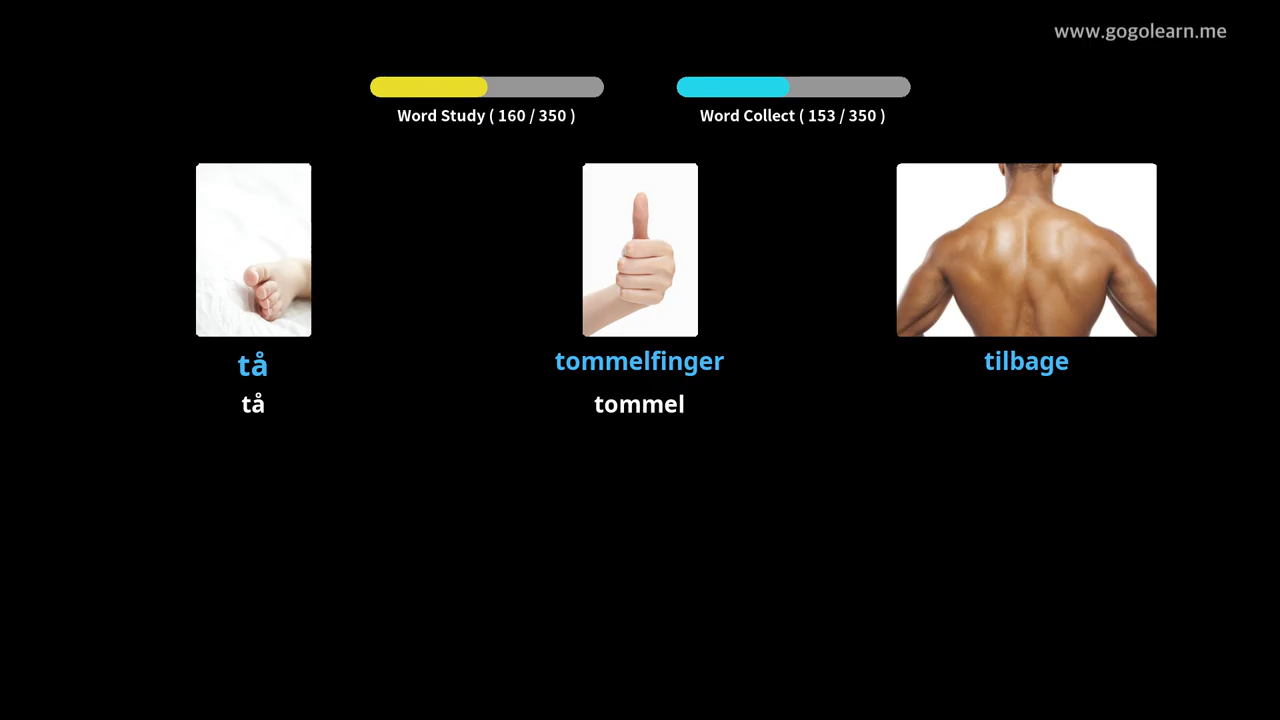 www.gogolearn.me
Word Study ( 160 / 350 )
Word Collect ( 153 / 350 )
tå
tommelfinger
tilbage
tå
tommel